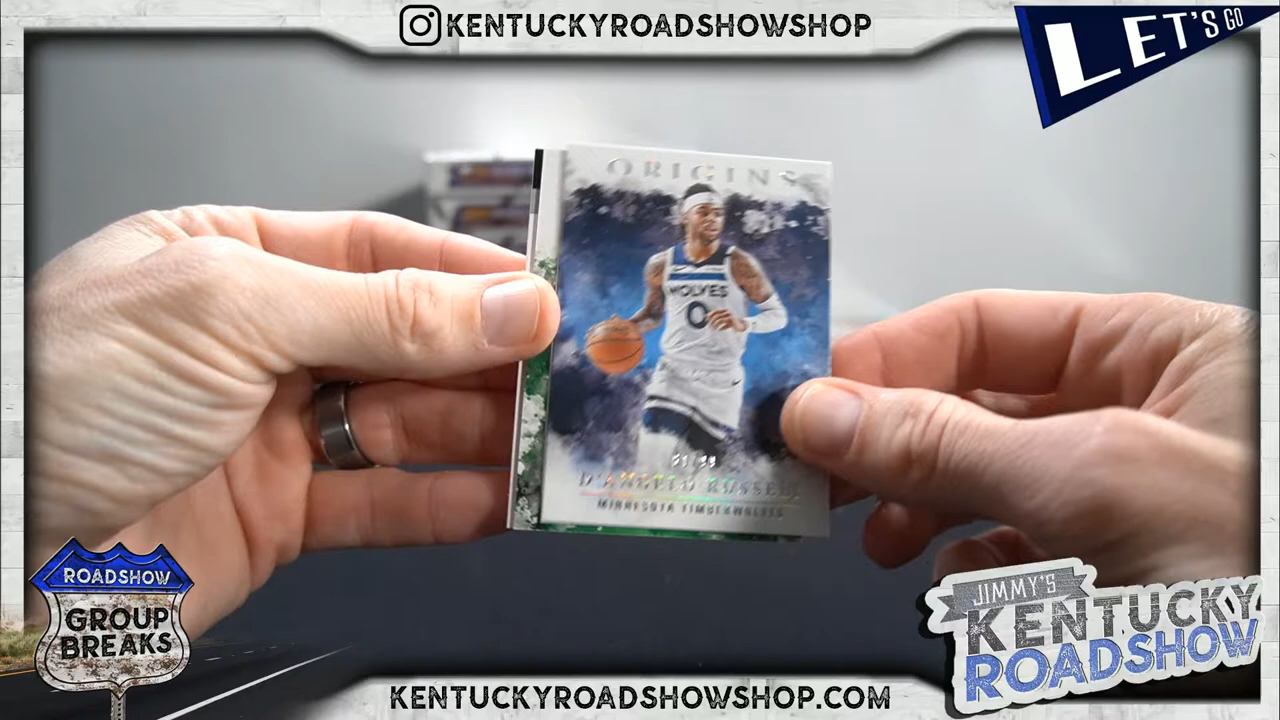 KENTUCKYROADSHOWSHOP
LET'S GO
ORIGINS
WOLVES
0
D'ANGELO RUSSELL
MINNESOTA TIMBERWOLVES
ROADSHOW
GROUP
BREAKS
JIMMY'S
KENTUCKY
ROADSHOW
KENTUCKYROADSHOWSHOP.COM